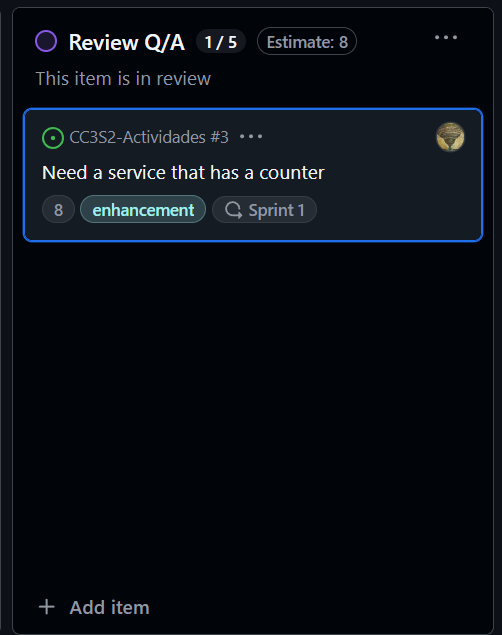 Review Q/A 1 / 5 Estimate: 8
This item is in review
CC3S2-Actividades #3
Need a service that has a counter
8 enhancement Sprint 1
Add item